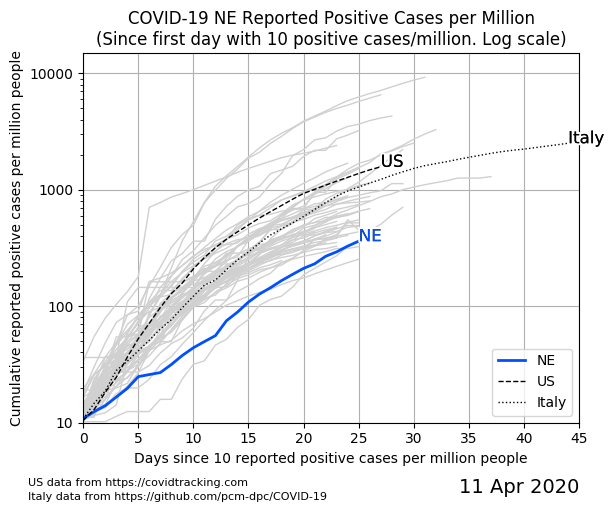 COVID-19 NE Reported Positive Cases per Million
(Since first day with 10 positive cases/million. Log scale)
Cumulative reported positive cases per million people
10000
1000
100
10
Italy
US
NE
NE
US
Italy
0 5 10 15 20 25 30 35 40 45
Days since 10 reported positive cases per million people
US data from https://covidtracking.com
Italy data from https://github.com/pcm-dpc/COVID-19
11 Apr 2020